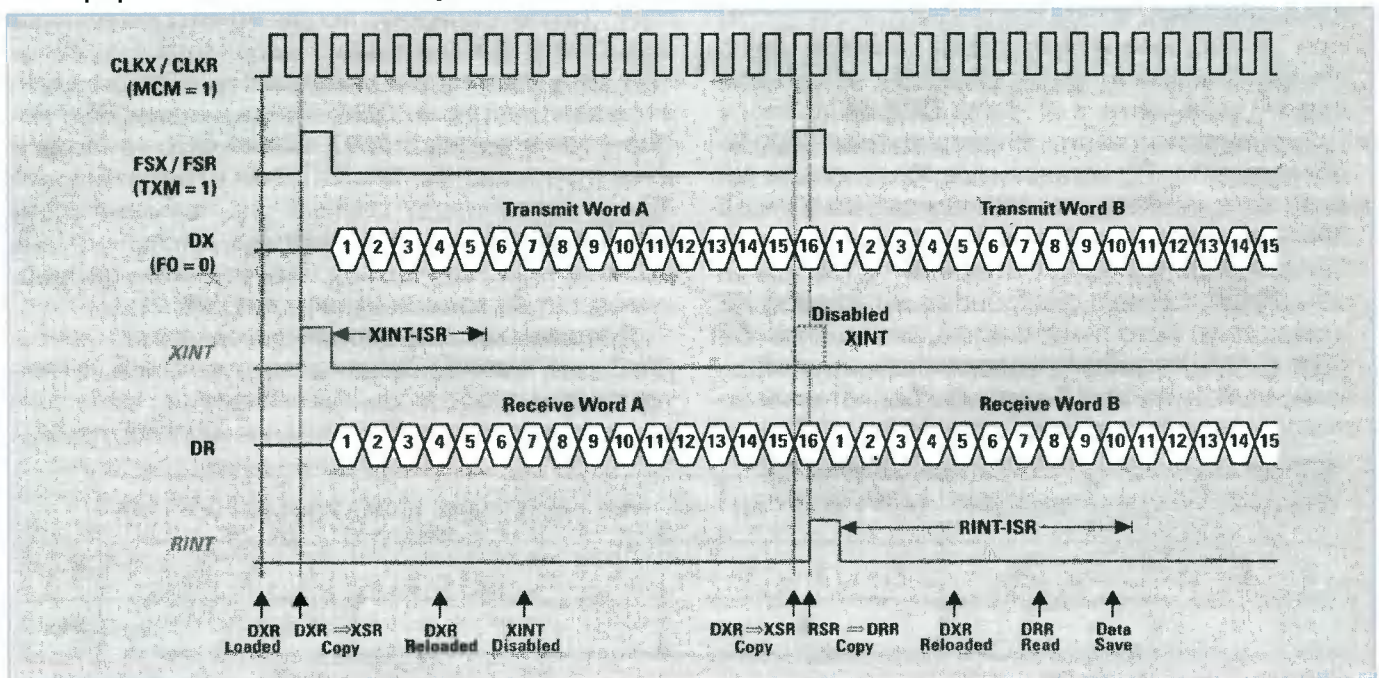 CLKX / CLKR
(MCM = 1)
FSX / FSR
(TXM = 1)
Transmit Word A
Transmit Word B
DX
(FO = 0)
1 2 3 4 5 6 7 8 9 10 11 12 13 14 15 16 1 2 3 4 5 6 7 8 9 10 11 12 13 14 15
Disabled
XINT
XINT-ISR
XINT
Receive Word A
Receive Word B
DR
1 2 3 4 5 6 7 8 9 10 11 12 13 14 15 16 1 2 3 4 5 6 7 8 9 10 11 12 13 14 15
RINT-ISR
RINT
DXR Loaded
DXR ⇒XSR Copy
DXR Reloaded
XINT Disabled
DXR⇒XSR Copy
RSR ⇒DRR Copy
DXR Reloaded
DRR Read
Data Save